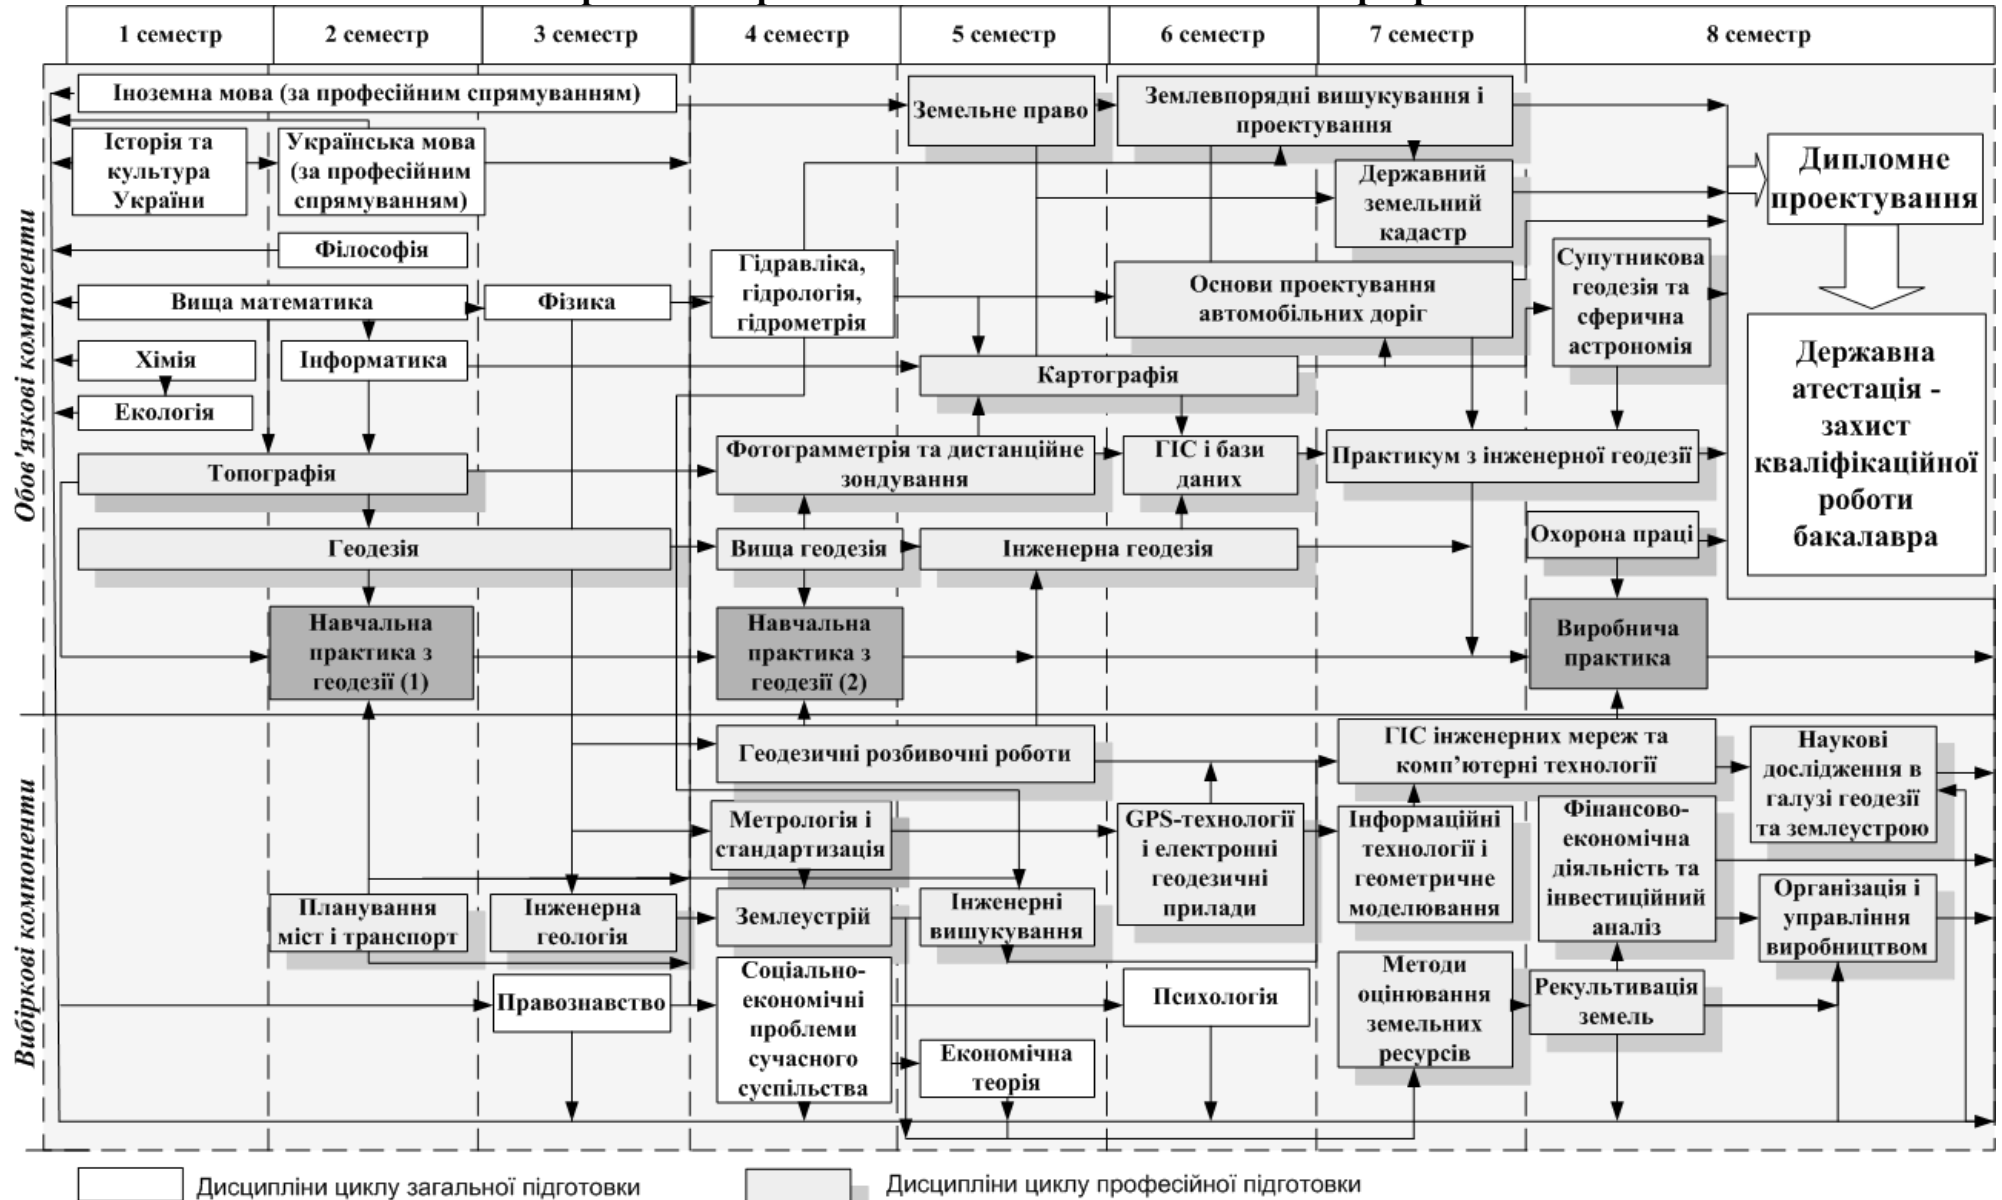 1 семестр
2 семестр
3 семестр
4 семестр
5 семестр
6 семестр
7 семестр
8 семестр
Обов'язкові компоненти
Іноземна мова (за професійним спрямуванням)
Земельне право
Землевпорядні вишукування і
проектування
Історія та
культура
України
Українська мова
(за професійним
спрямуванням)
Державний
земельний
кадастр
Дипломне
проектування
Філософія
Гідравліка,
гідрологія,
гідрометрія
Основи проектування
автомобільних доріг
Супутникова
геодезія та
сферична
астрономія
Вища математика
Фізика
Хімія
Інформатика
Картографія
Державна
атестація -
захист
кваліфікаційної
роботи
бакалавра
Екологія
Топографія
Фотограмметрія та дистанційне
зондування
ГІС і бази
даних
Практикум з інженерної геодезії
Геодезія
Вища геодезія
Інженерна геодезія
Охорона праці
Навчальна
практика з
геодезії (1)
Навчальна
практика з
геодезії (2)
Виробнича
практика
Вибіркові компоненти
Геодезичні розбивочні роботи
ГІС інженерних мереж та
комп’ютерні технології
Наукові
дослідження в
галузі геодезії
та землеустрою
Метрологія і
стандартизація
GPS-технології
і електронні
геодезичні
прилади
Інформаційні
технології і
геометричне
моделювання
Фінансово-
економічна
діяльність та
інвестиційний
аналіз
Планування
міст і транспорт
Інженерна
геологія
Землеустрій
Інженерні
вишукування
Організація і
управління
виробництвом
Правознавство
Соціально-
економічні
проблеми
сучасного
суспільства
Психологія
Методи
оцінювання
земельних
ресурсів
Рекультивація
земель
Економічна
теорія
Дисципліни циклу загальної підготовки
Дисципліни циклу професійної підготовки